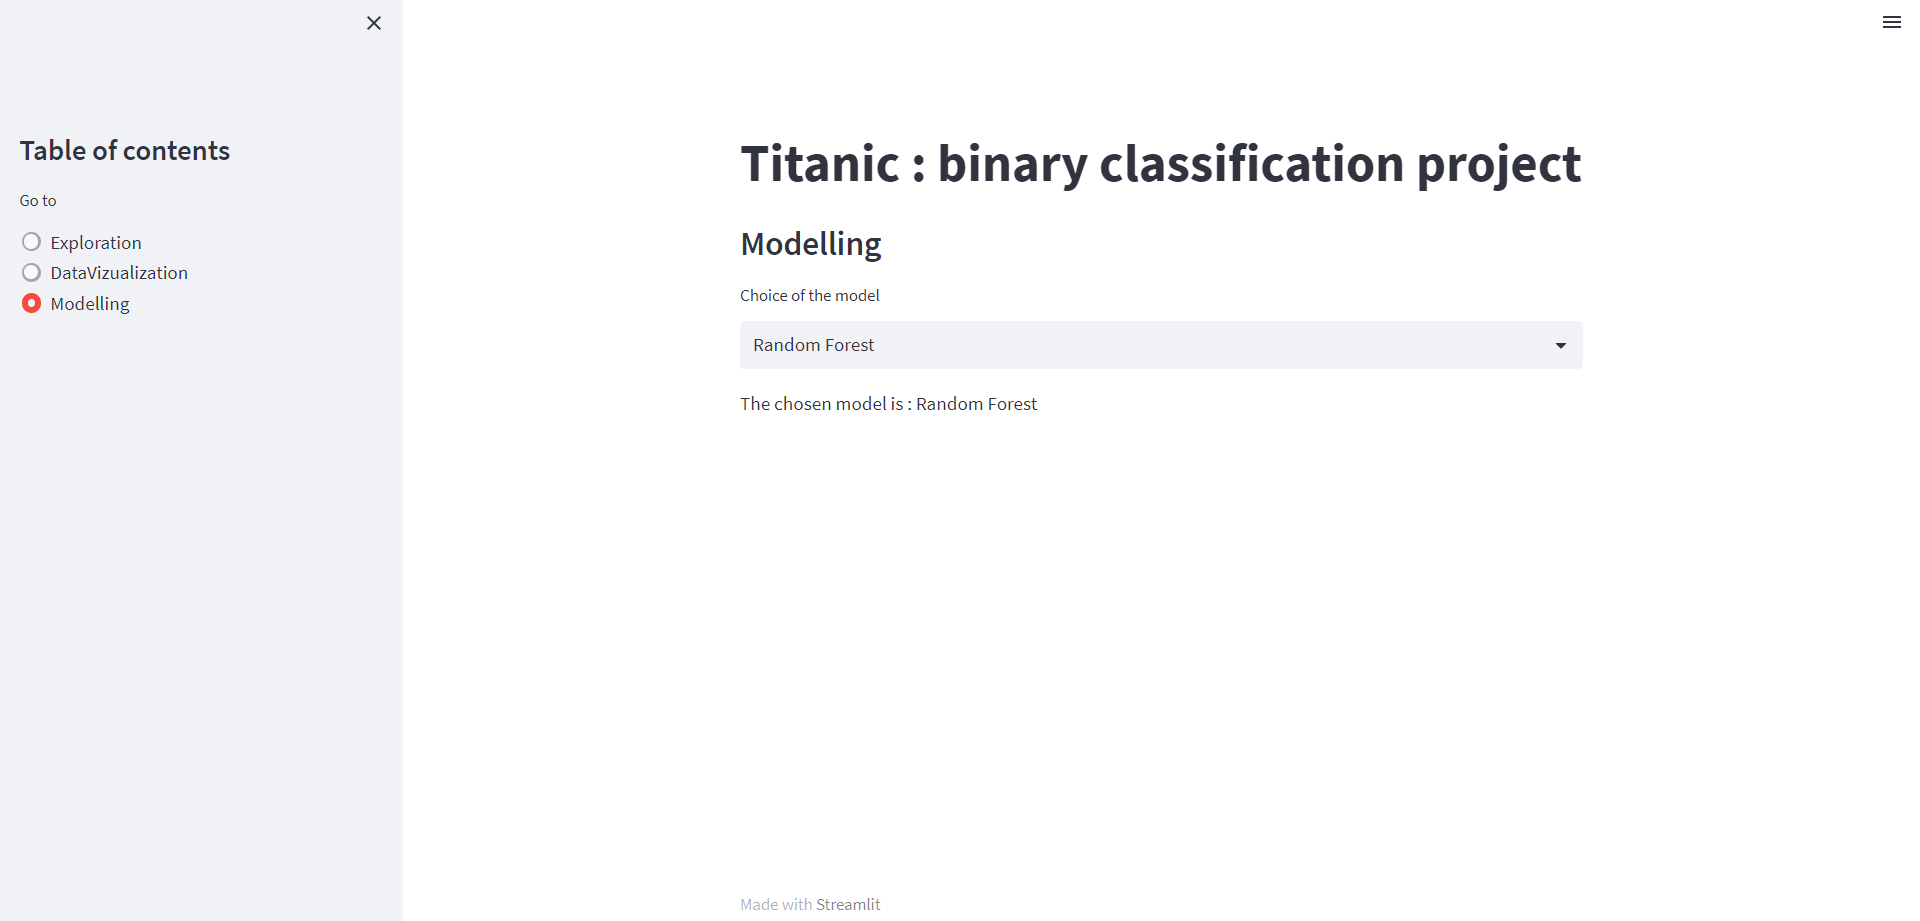 Table of contents
Go to
Exploration
DataVizualization
Modelling
Titanic : binary classification project
Modelling
Choice of the model
Random Forest
The chosen model is : Random Forest
Made with Streamlit